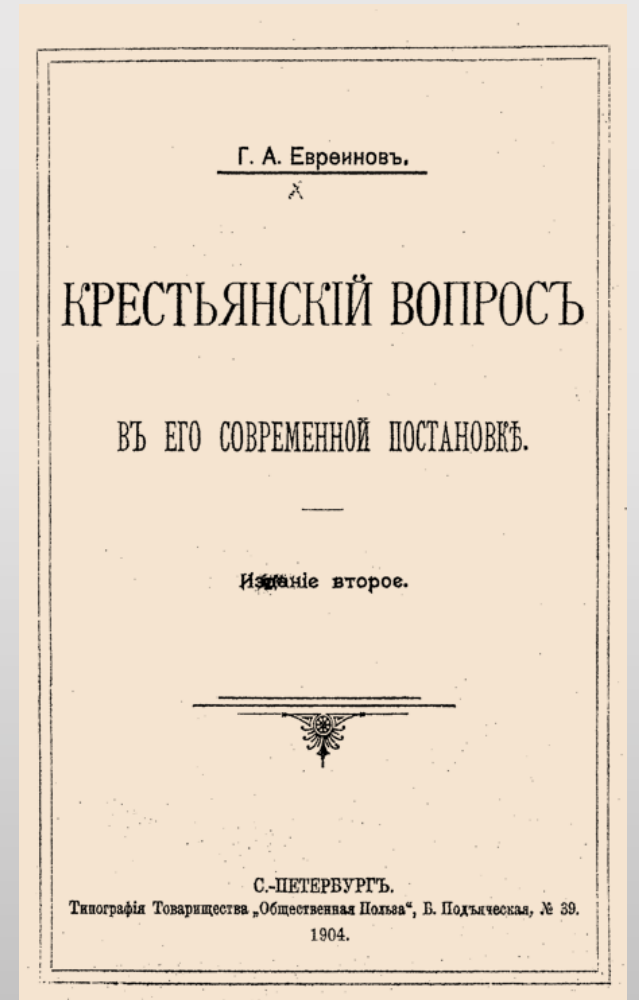 Г. А. Евреиновъ.
КРЕСТЬЯНСКІЙ ВОПРОСЪ
ВЪ ЕГО СОВРЕМЕННОЙ ПОСТАНОВКѢ.
Изданіе второе.
С.-ПЕТЕРБУРГЪ.
Типографія Товарищества „Общественная Польза“, Б. Подъяческая, № 39.
1904.